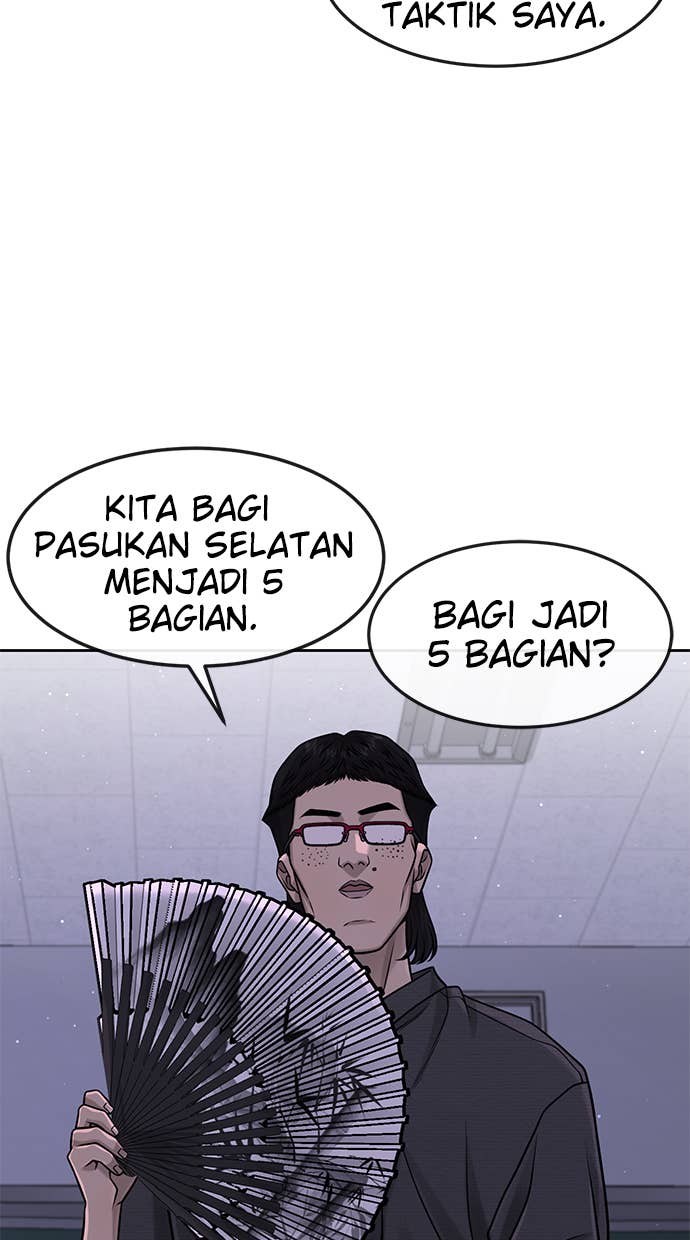 TAKTIK SAYA.
KITA BAGI
PASUKAN SELATAN
MENJADI 5
BAGIAN.
BAGI JADI
5 BAGIAN?